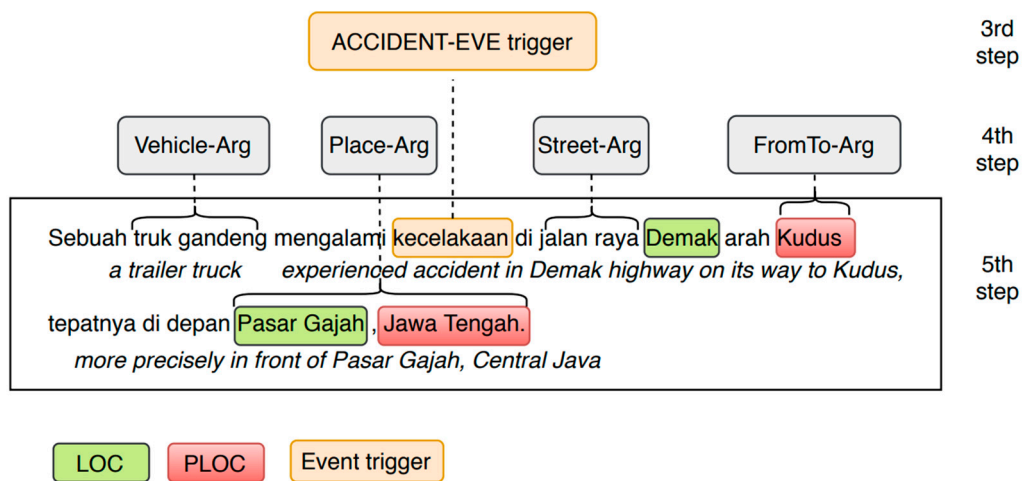 ACCIDENT-EVE trigger
3rd
step
Vehicle-Arg Place-Arg Street-Arg FromTo-Arg
4th
step
Sebuah truk gandeng mengalami kecelakaan di jalan raya Demak arah Kudus
a trailer truck experienced accident in Demak highway on its way to Kudus,
5th
step
tepatnya di depan Pasar Gajah , Jawa Tengah.
more precisely in front of Pasar Gajah, Central Java
LOC PLOC Event trigger